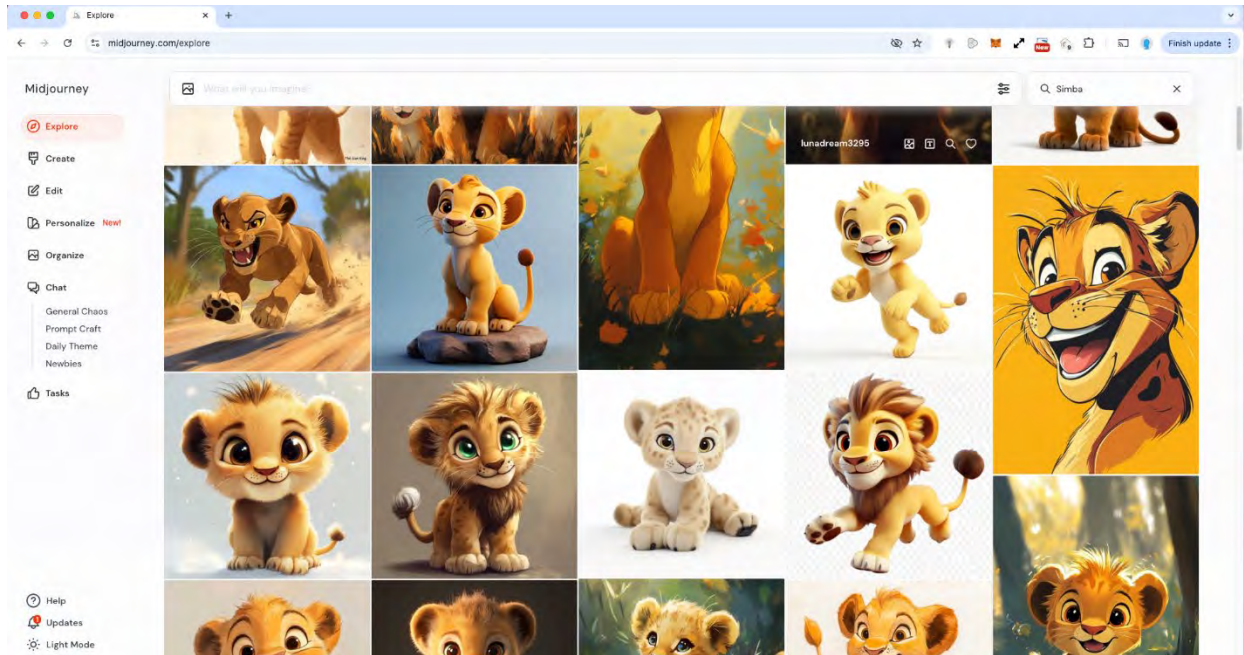 Explore
midjourney.com/explore
New
Finish update
Midjourney
What will you imagine?
Simba
Explore
Create
Edit
Personalize New!
Organize
Chat
General Chaos
Prompt Craft
Daily Theme
Newbies
Tasks
Help
Updates
Light Mode
lunadream3295